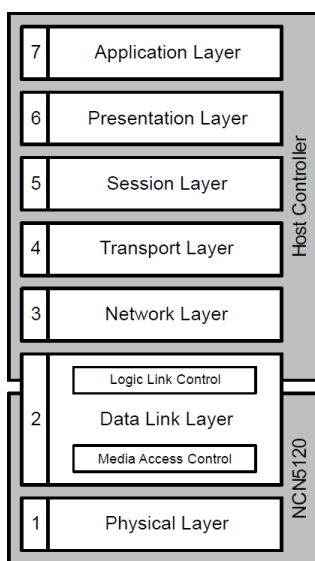 7 Application Layer
6 Presentation Layer
5 Session Layer
4 Transport Layer
3 Network Layer
Host Controller
Logic Link Control
2 Data Link Layer
Media Access Control
1 Physical Layer
NCN5120